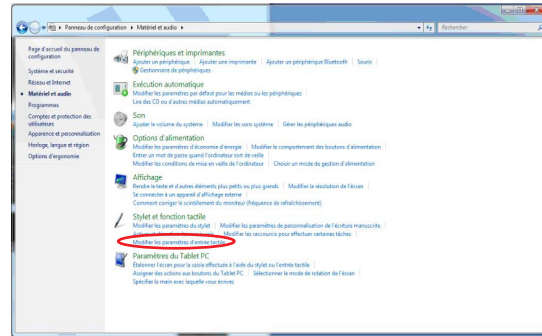 Panneau de configuration ▸ Matériel et audio ▸
Rechercher
Page d'accueil du panneau de configuration
Système et sécurité
Réseau et Internet
Matériel et audio
Programmes
Comptes et protection des utilisateurs
Apparence et personnalisation
Horloge, langue et région
Options d'ergonomie
Périphériques et imprimantes
Ajouter un périphérique | Ajouter une imprimante | Ajouter un périphérique Bluetooth | Souris
Gestionnaire de périphériques
Exécution automatique
Modifier les paramètres par défaut pour les médias ou les périphériques
Lire des CD ou d'autres médias automatiquement
Son
Ajuster le volume du système | Modifier les sons système | Gérer les périphériques audio
Options d'alimentation
Modifier les paramètres d'économie d'énergie | Modifier le comportement des boutons d'alimentation
Entrer un mot de passe quand l'ordinateur sort de veille
Modifier les conditions de mise en veille de l'ordinateur | Choisir un mode de gestion d'alimentation
Affichage
Rendre le texte et d'autres éléments plus petits ou plus grands | Modifier la résolution de l'écran
Se connecter à un appareil d'affichage externe
Comment corriger le scintillement du moniteur (fréquence de rafraîchissement)
Stylet et fonction tactile
Modifier les paramètres du stylet | Modifier les paramètres de personnalisation de l'écriture manuscrite
Modifier les raccourcis pour effectuer certaines tâches
Modifier les paramètres d'entrée tactile
Paramètres du Tablet PC
Étalonner l'écran pour la saisie effectuée à l'aide du stylet ou l'entrée tactile
Assigner des actions aux boutons du Tablet PC | Sélectionner le mode de rotation de l'écran
Spécifier la main avec laquelle vous écrivez